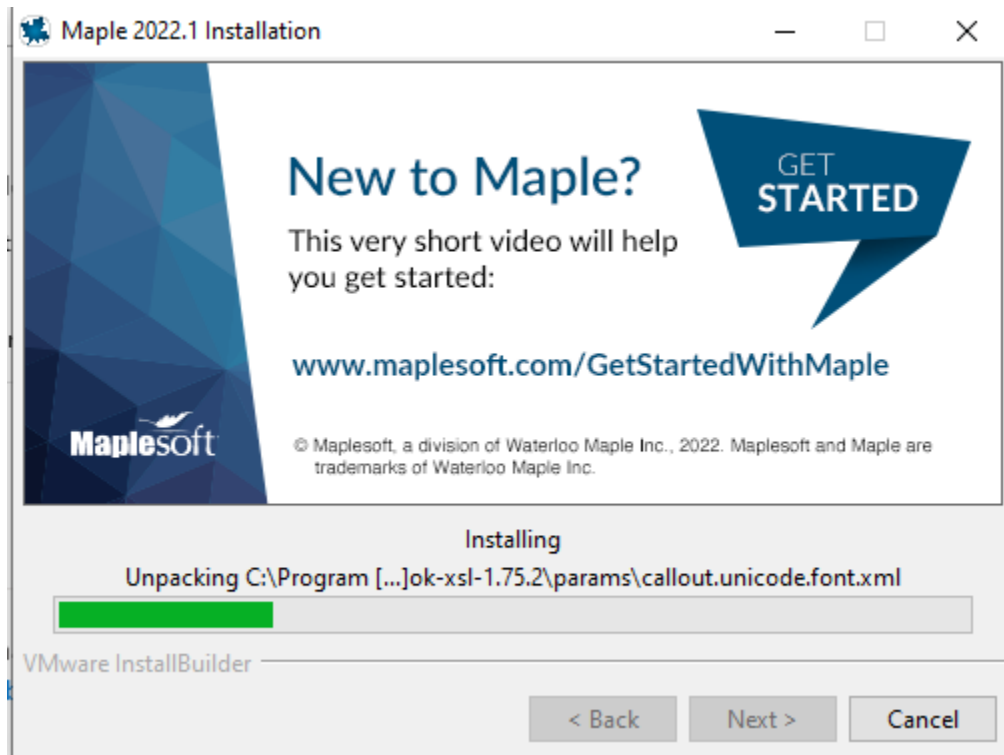 Maple 2022.1 Installation
New to Maple?
GET
STARTED
This very short video will help
you get started:
www.maplesoft.com/GetStartedWithMaple
Maplesoft
© Maplesoft, a division of Waterloo Maple Inc., 2022. Maplesoft and Maple are
trademarks of Waterloo Maple Inc.
Installing
Unpacking C:\Program [...]ok-xsl-1.75.2\params\callout.unicode.font.xml
VMware InstallBuilder
< Back
Next >
Cancel